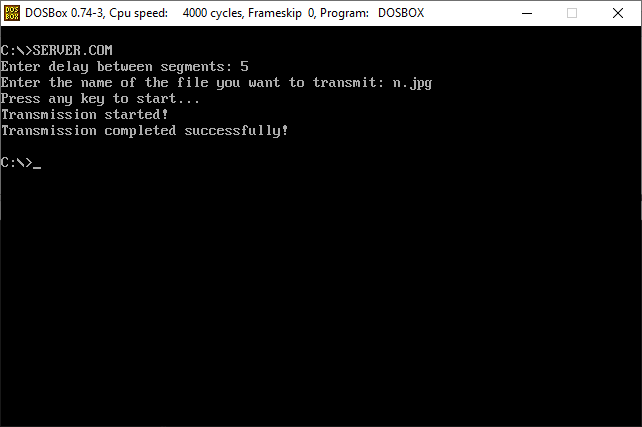 DOS BOX
DOSBox 0.74-3, Cpu speed: 4000 cycles, Frameskip 0, Program: DOSBOX
C:\>SERVER.COM
Enter delay between segments: 5
Enter the name of the file you want to transmit: n.jpg
Press any key to start...
Transmission started!
Transmission completed successfully!
C:\>_